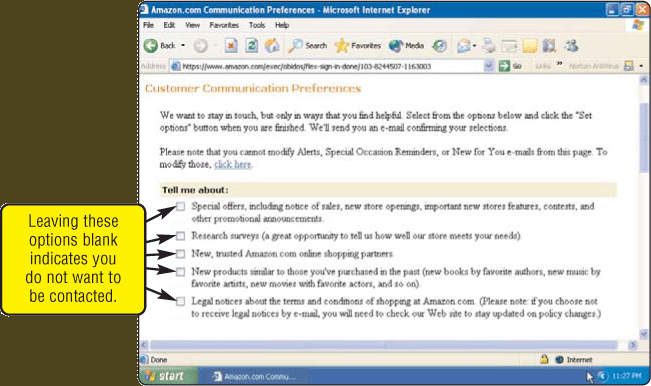 Amazon.com Communication Preferences - Microsoft Internet Explorer
File Edit View Favorites Tools Help
Back Search Favorites Media
Address https://www.amazon.com/exec/obidos/flex-sign-in-done/103-8244507-1163003 Go Links » Norton AntiVirus
Customer Communication Preferences
We want to stay in touch, but only in ways that you find helpful. Select from the options below and click the "Set
options" button when you are finished. We'll send you an e-mail confirming your selections.
Please note that you cannot modify Alerts, Special Occasion Reminders, or New for You e-mails from this page. To
modify those, click here.
Tell me about:
Special offers, including notice of sales, new store openings, important new stores features, contests, and
other promotional announcements.
Research surveys (a great opportunity to tell us how well our store meets your needs).
New, trusted Amazon.com online shopping partners.
New products similar to those you've purchased in the past (new books by favorite authors, new music by
favorite artists, new movies with favorite actors, and so on).
Legal notices about the terms and conditions of shopping at Amazon.com. (Please note: if you choose not
to receive legal notices by e-mail, you will need to check our Web site to stay updated on policy changes.)
Leaving these
options blank
indicates you
do not want to
be contacted.
Done Internet
start Amazon.com Commu... 11:27 PM